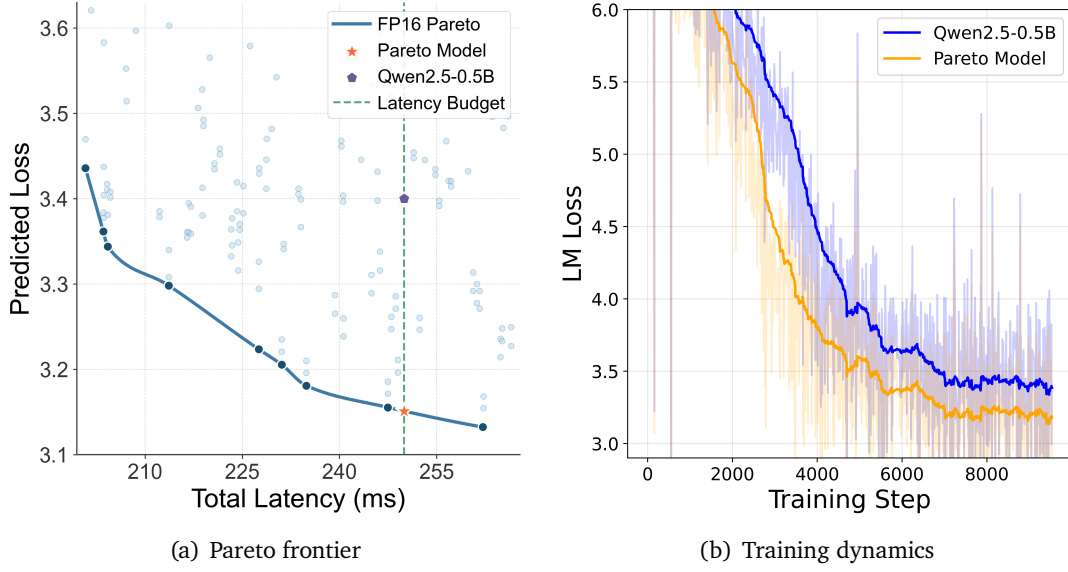 3.6
3.5
3.4
3.3
3.2
3.1
210
225
240
255
Predicted Loss
Total Latency (ms)
FP16 Pareto
Pareto Model
Qwen2.5-0.5B
Latency Budget
(a) Pareto frontier
6.0
5.5
5.0
4.5
4.0
3.5
3.0
0
2000
4000
6000
8000
LM Loss
Training Step
Qwen2.5-0.5B
Pareto Model
(b) Training dynamics